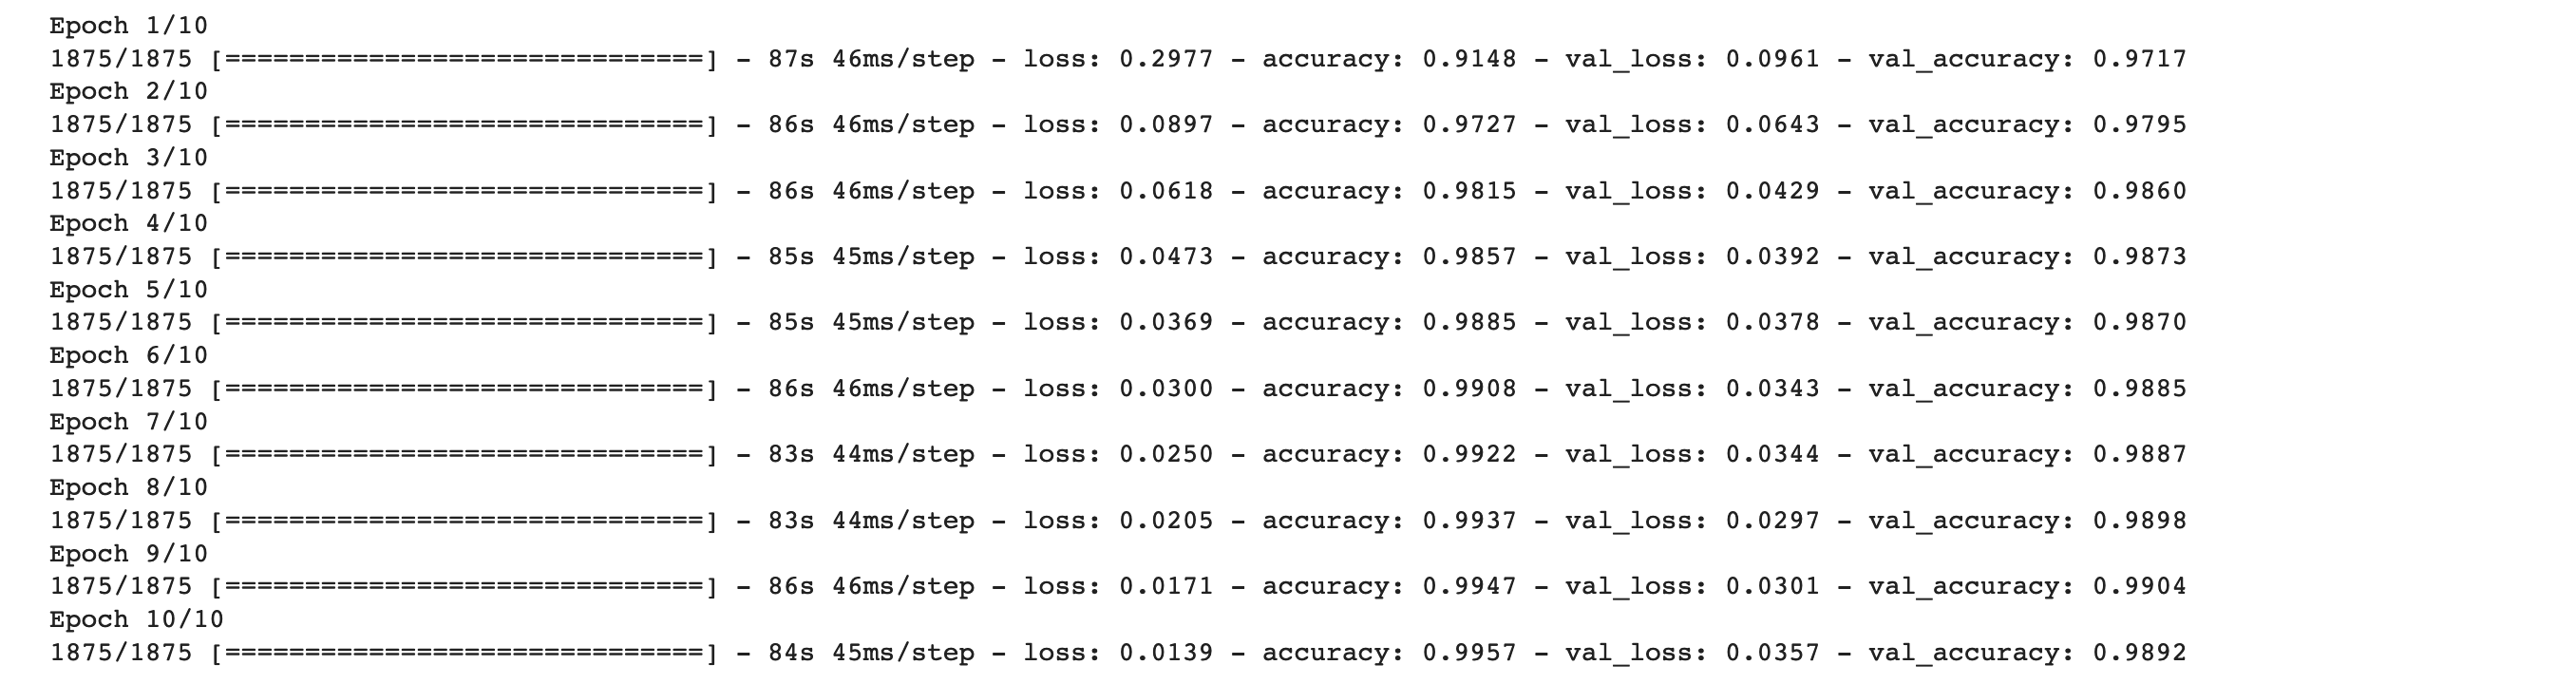 Epoch 1/10
1875/1875 [==============================] - 87s 46ms/step - loss: 0.2977 - accuracy: 0.9148 - val_loss: 0.0961 - val_accuracy: 0.9717
Epoch 2/10
1875/1875 [==============================] - 86s 46ms/step - loss: 0.0897 - accuracy: 0.9727 - val_loss: 0.0643 - val_accuracy: 0.9795
Epoch 3/10
1875/1875 [==============================] - 86s 46ms/step - loss: 0.0618 - accuracy: 0.9815 - val_loss: 0.0429 - val_accuracy: 0.9860
Epoch 4/10
1875/1875 [==============================] - 85s 45ms/step - loss: 0.0473 - accuracy: 0.9857 - val_loss: 0.0392 - val_accuracy: 0.9873
Epoch 5/10
1875/1875 [==============================] - 85s 45ms/step - loss: 0.0369 - accuracy: 0.9885 - val_loss: 0.0378 - val_accuracy: 0.9870
Epoch 6/10
1875/1875 [==============================] - 86s 46ms/step - loss: 0.0300 - accuracy: 0.9908 - val_loss: 0.0343 - val_accuracy: 0.9885
Epoch 7/10
1875/1875 [==============================] - 83s 44ms/step - loss: 0.0250 - accuracy: 0.9922 - val_loss: 0.0344 - val_accuracy: 0.9887
Epoch 8/10
1875/1875 [==============================] - 83s 44ms/step - loss: 0.0205 - accuracy: 0.9937 - val_loss: 0.0297 - val_accuracy: 0.9898
Epoch 9/10
1875/1875 [==============================] - 86s 46ms/step - loss: 0.0171 - accuracy: 0.9947 - val_loss: 0.0301 - val_accuracy: 0.9904
Epoch 10/10
1875/1875 [==============================] - 84s 45ms/step - loss: 0.0139 - accuracy: 0.9957 - val_loss: 0.0357 - val_accuracy: 0.9892